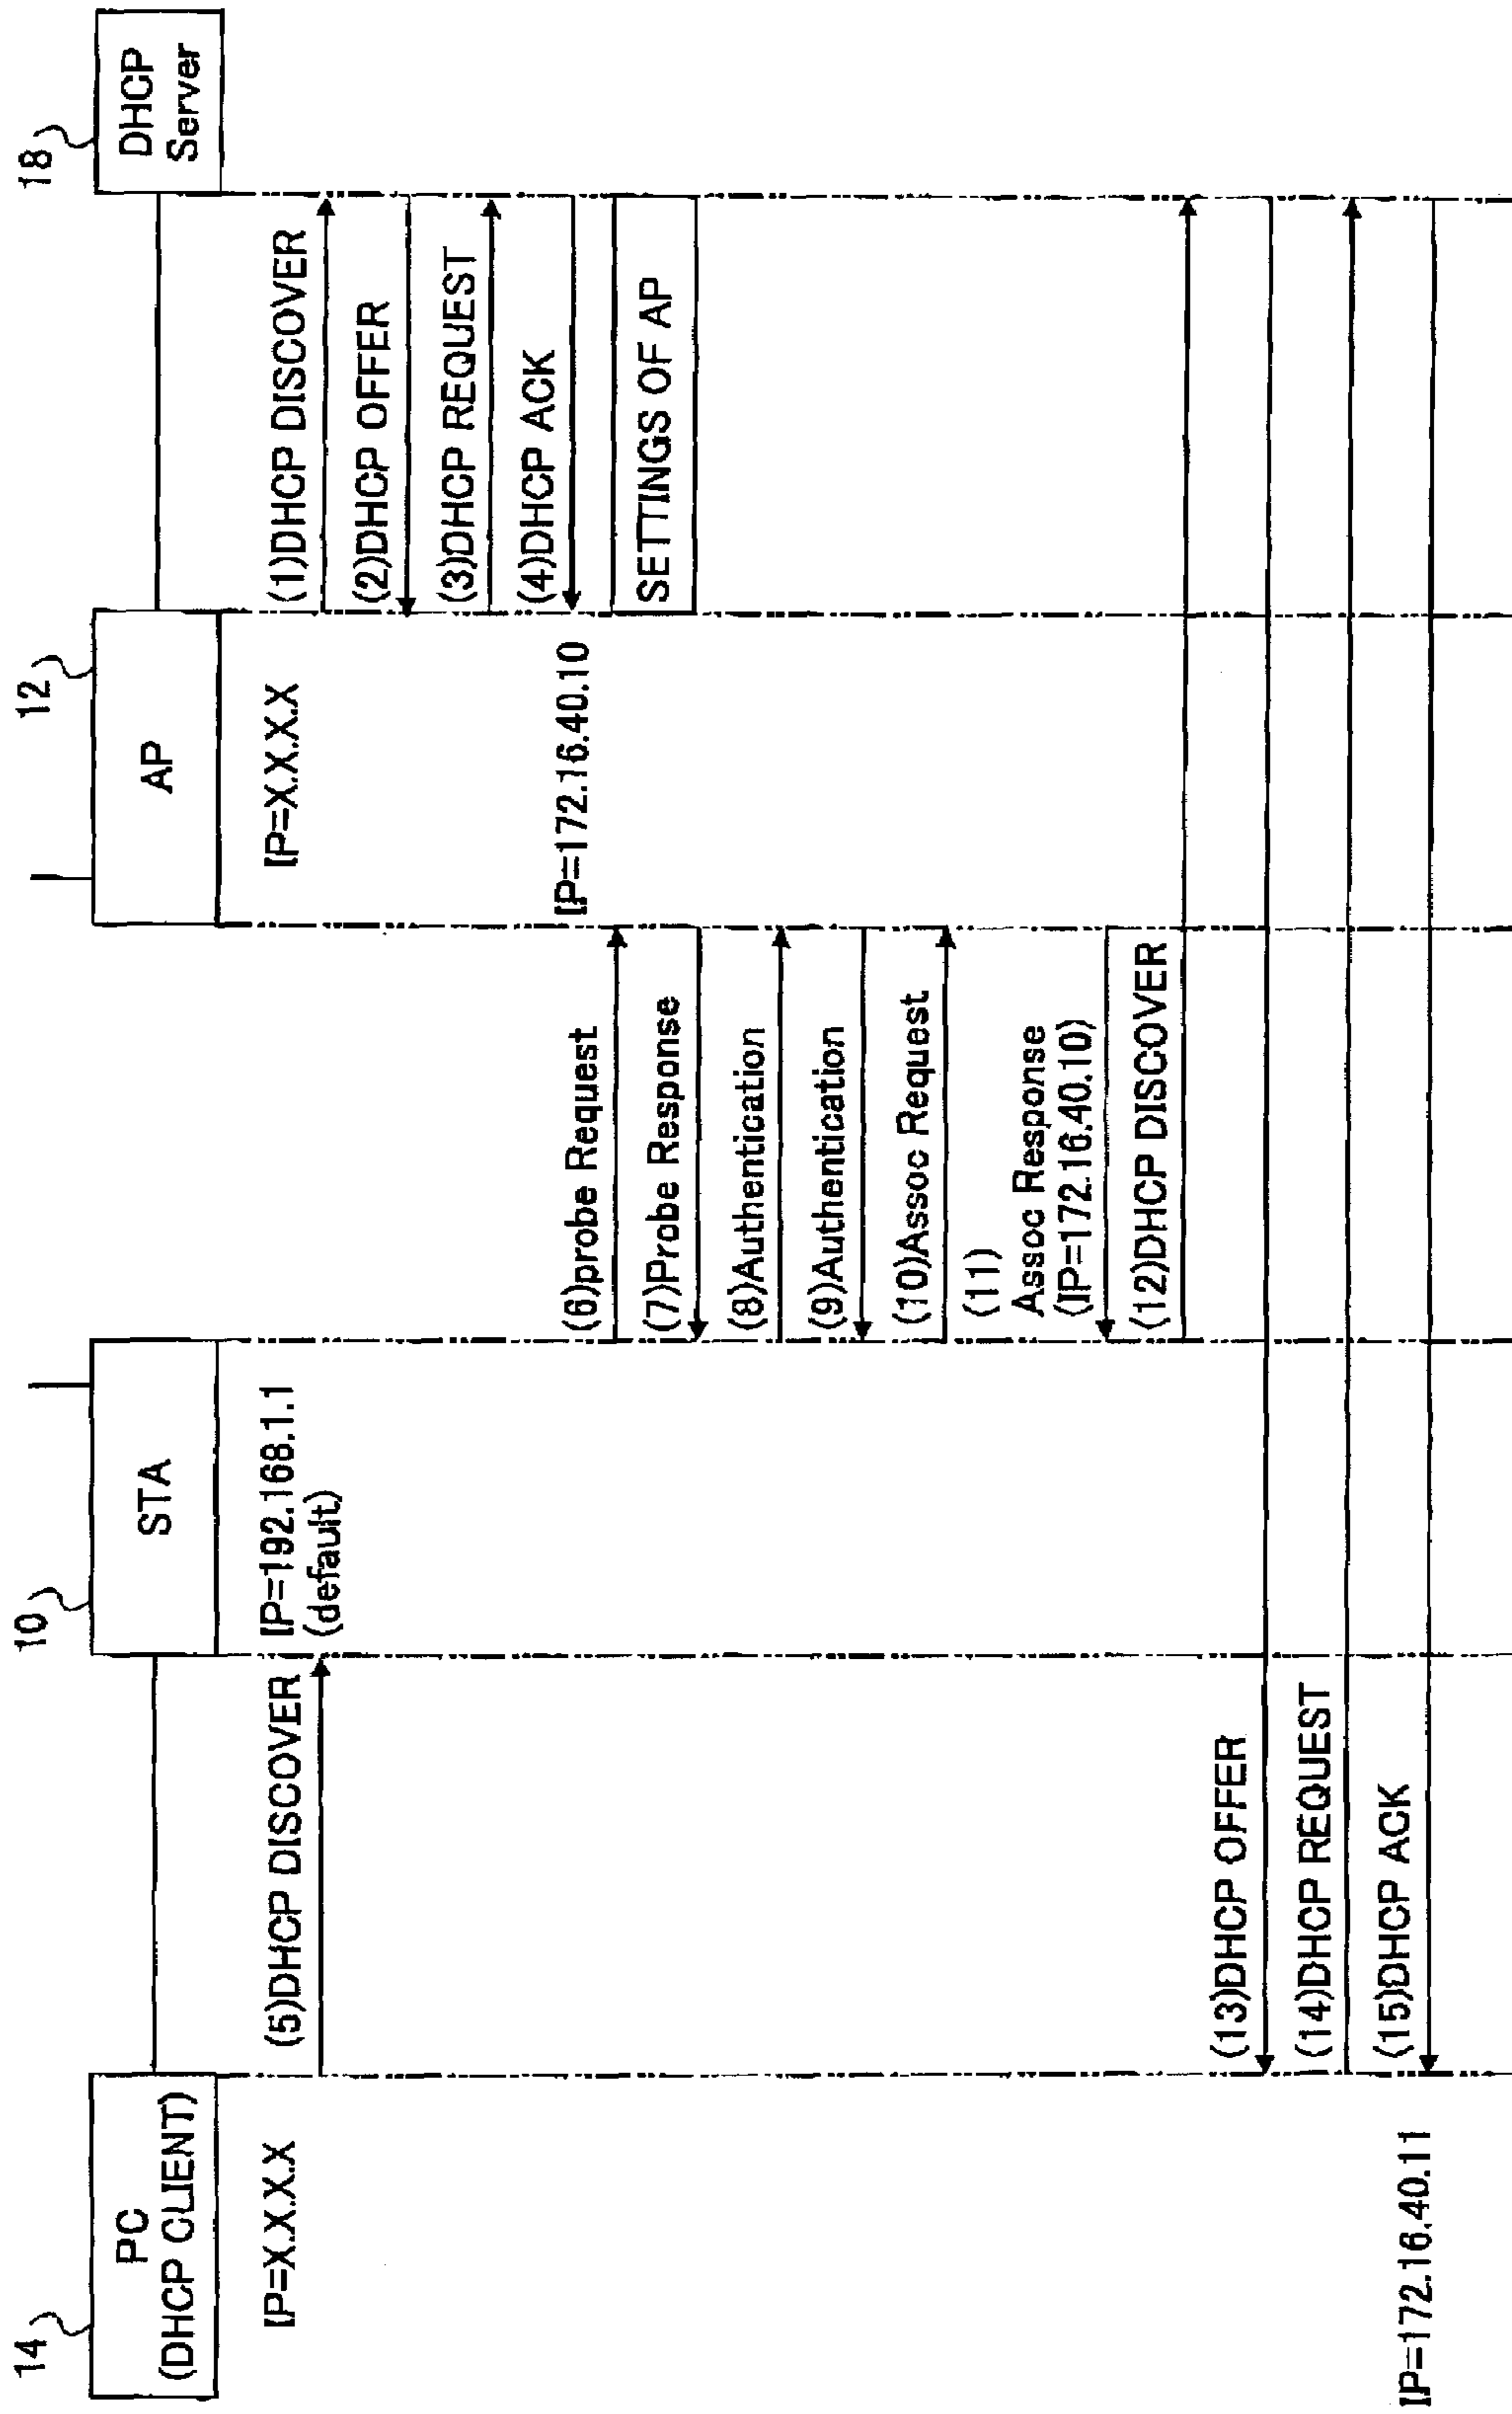 14
PC
(DHCP CLIENT)
10
STA
12
AP
18
DHCP
Server
IP=X.X.X.X
(5)DHCP DISCOVER
IP=192.168.1.1
(default)
IP=X.X.X.X
(1)DHCP DISCOVER
(2)DHCP OFFER
(3)DHCP REQUEST
(4)DHCP ACK
IP=172.16.40.10
SETTINGS OF AP
(6)probe Request
(7)Probe Response
(8)Authentication
(9)Authentication
(10)Assoc Request
(11)
Assoc Response
(IP=172.16.40.10)
(12)DHCP DISCOVER
(13)DHCP OFFER
(14)DHCP REQUEST
(15)DHCP ACK
IP=172.16.40.11